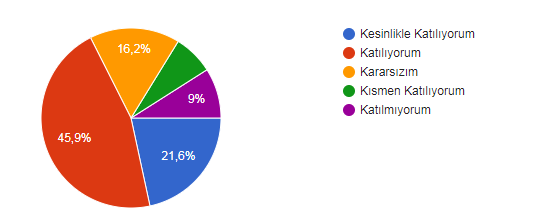 16,2%
9%
45,9%
21,6%
Kesinlikle Katılıyorum
Katılıyorum
Kararsızım
Kısmen Katılıyorum
Katılmıyorum